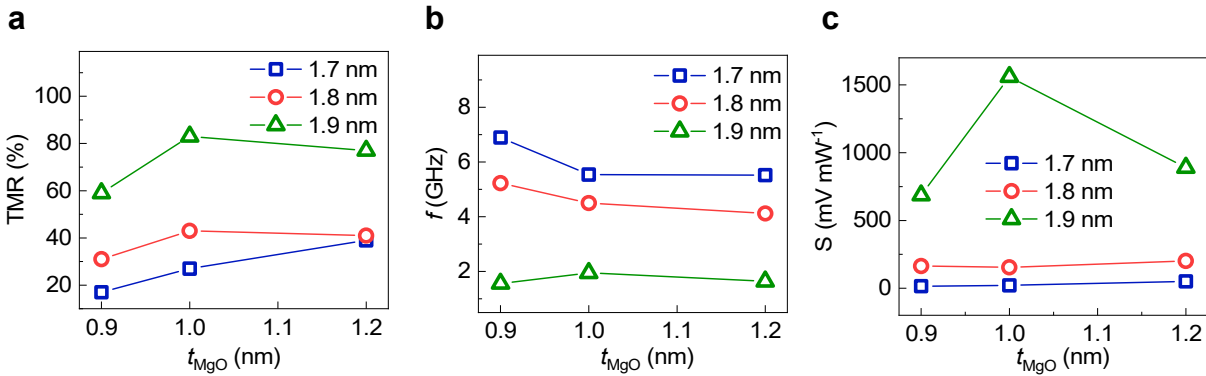 a
TMR (%)
100
80
60
40
20
0.9
1.0
1.1
1.2
t_MgO (nm)
1.7 nm
1.8 nm
1.9 nm
b
f (GHz)
8
6
4
2
0.9
1.0
1.1
1.2
t_MgO (nm)
1.7 nm
1.8 nm
1.9 nm
c
S (mV mW⁻¹)
1500
1000
500
0
0.9
1.0
1.1
1.2
t_MgO (nm)
1.7 nm
1.8 nm
1.9 nm